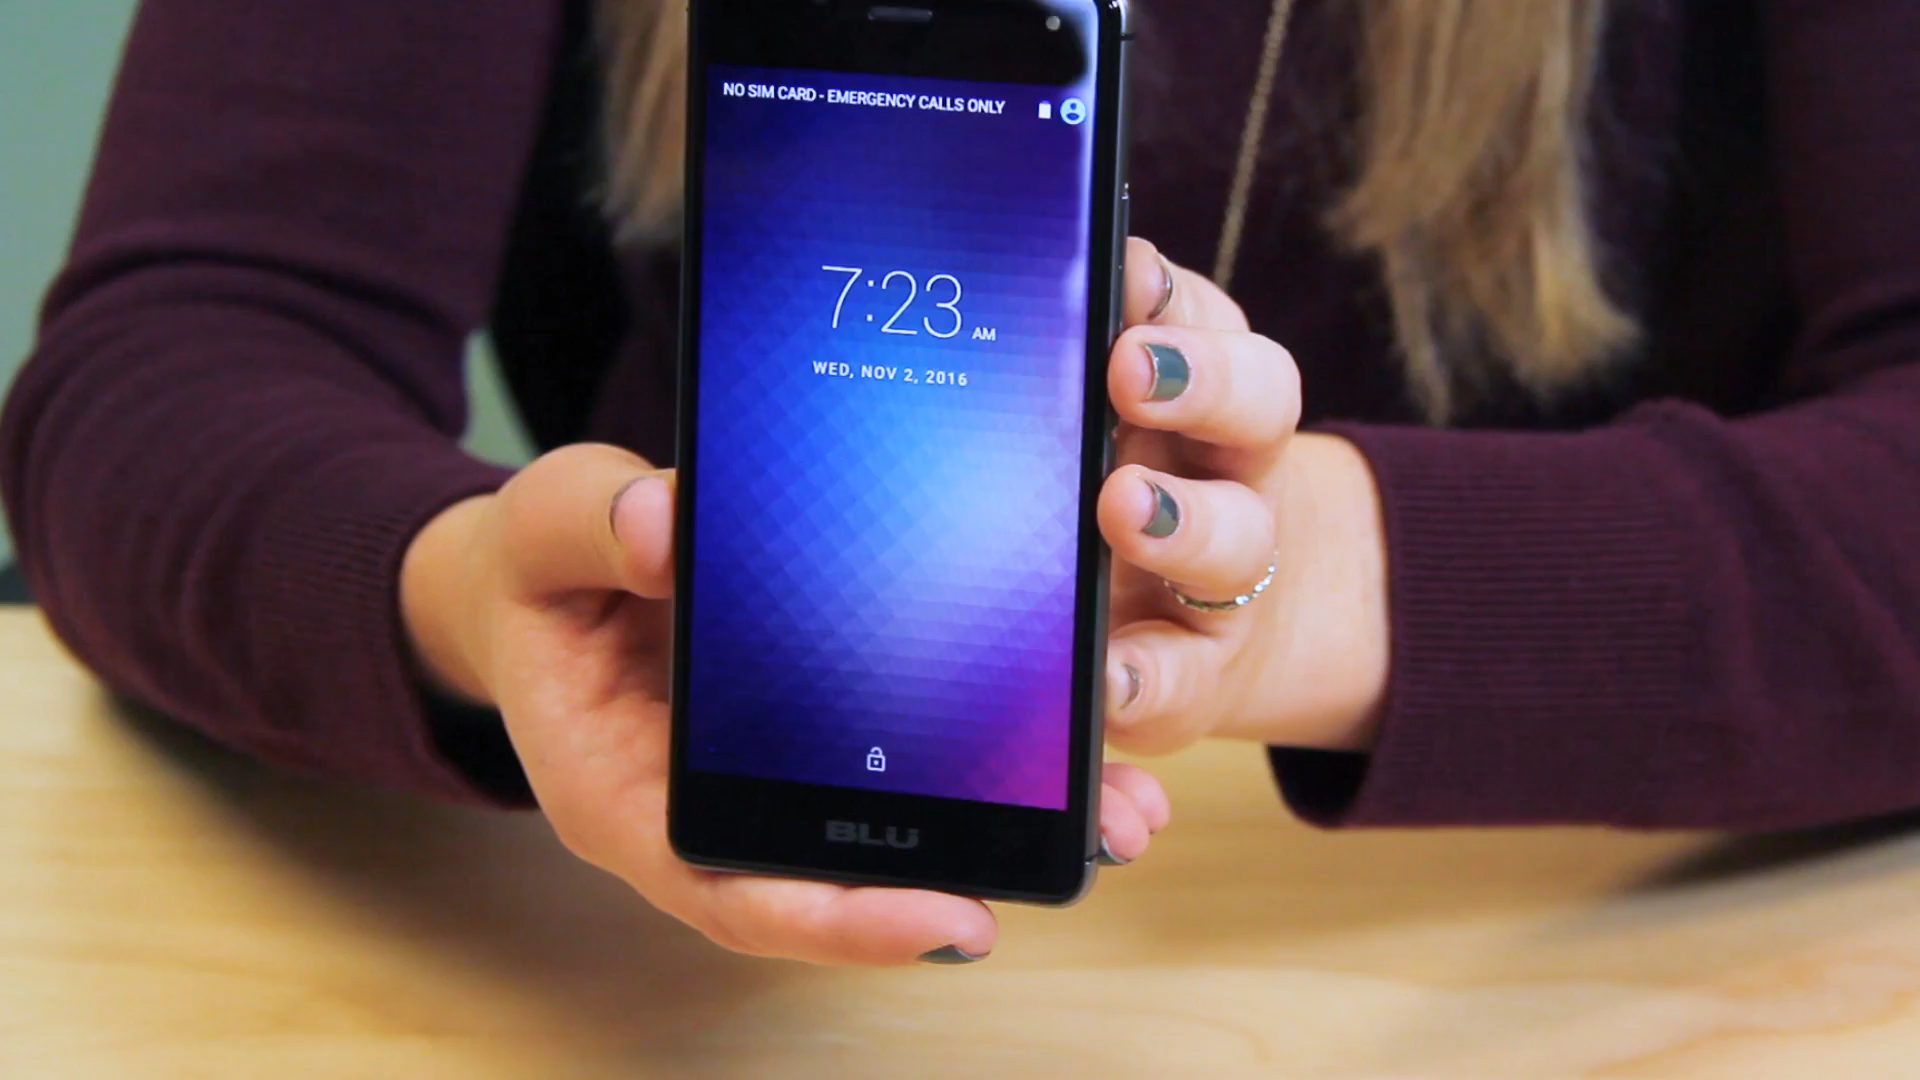 NO SIM CARD - EMERGENCY CALLS ONLY
7:23 AM
WED, NOV 2, 2016
BLU